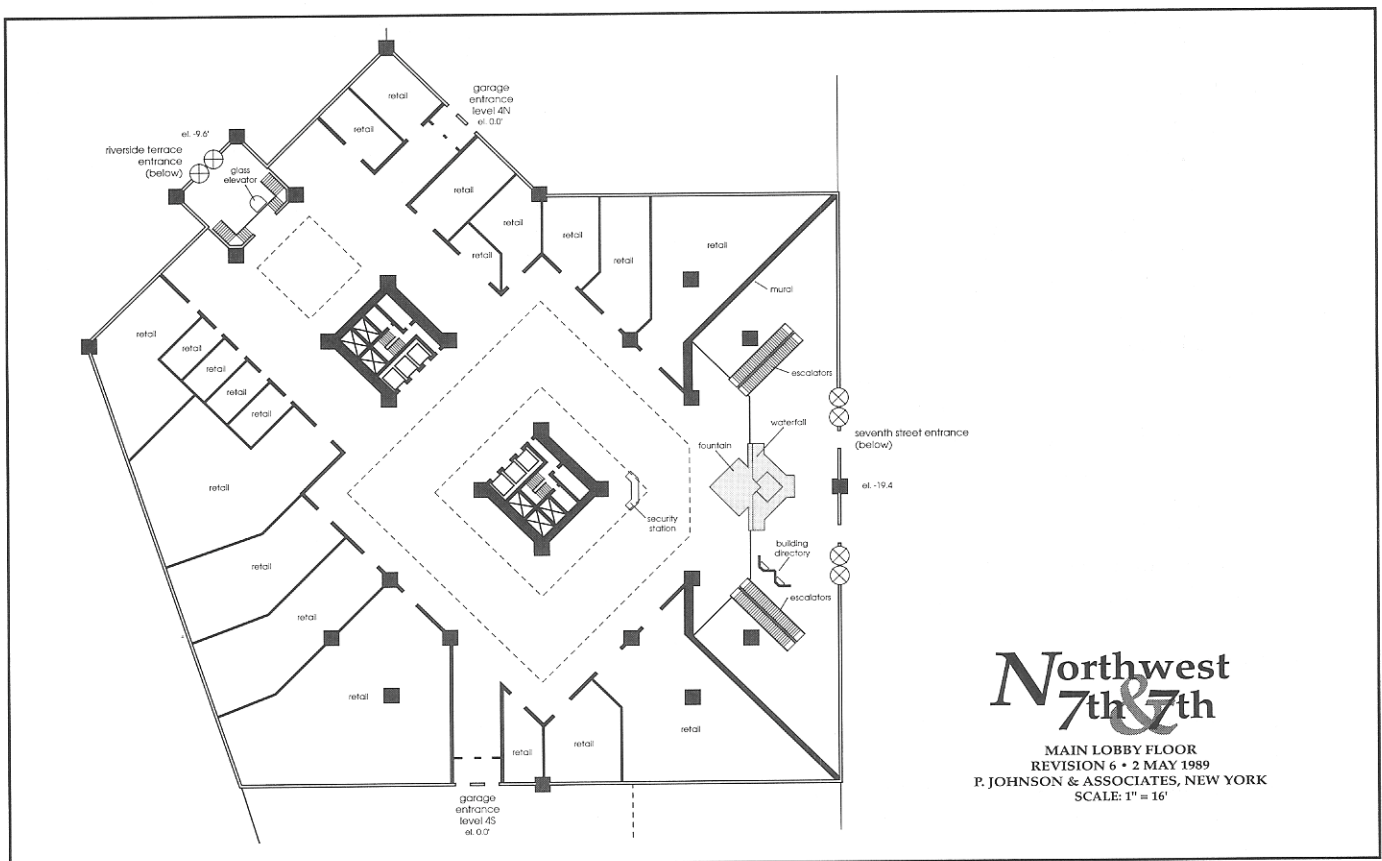 garage
entrance
level 4N
el. 0.0'
retail
retail
el. -9.6'
riverside terrace
entrance
(below)
glass
elevator
retail
retail
retail
retail
retail
retail
mural
retail
retail
retail
retail
retail
escalators
seventh street entrance
(below)
waterfall
fountain
retail
el. -19.4
security
station
building
directory
retail
escalators
retail
retail
retail
retail
retail
garage
entrance
level 4S
el. 0.0'
Northwest
7th&7th
MAIN LOBBY FLOOR
REVISION 6 • 2 MAY 1989
P. JOHNSON & ASSOCIATES, NEW YORK
SCALE: 1" = 16'